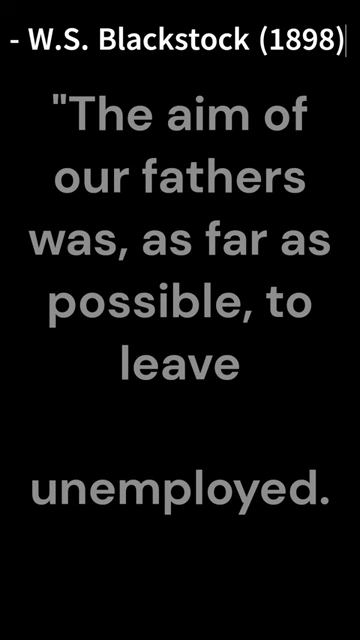 - W.S. Blackstock (1898)
"The aim of
our fathers
was, as far as
possible, to
leave
unemployed.